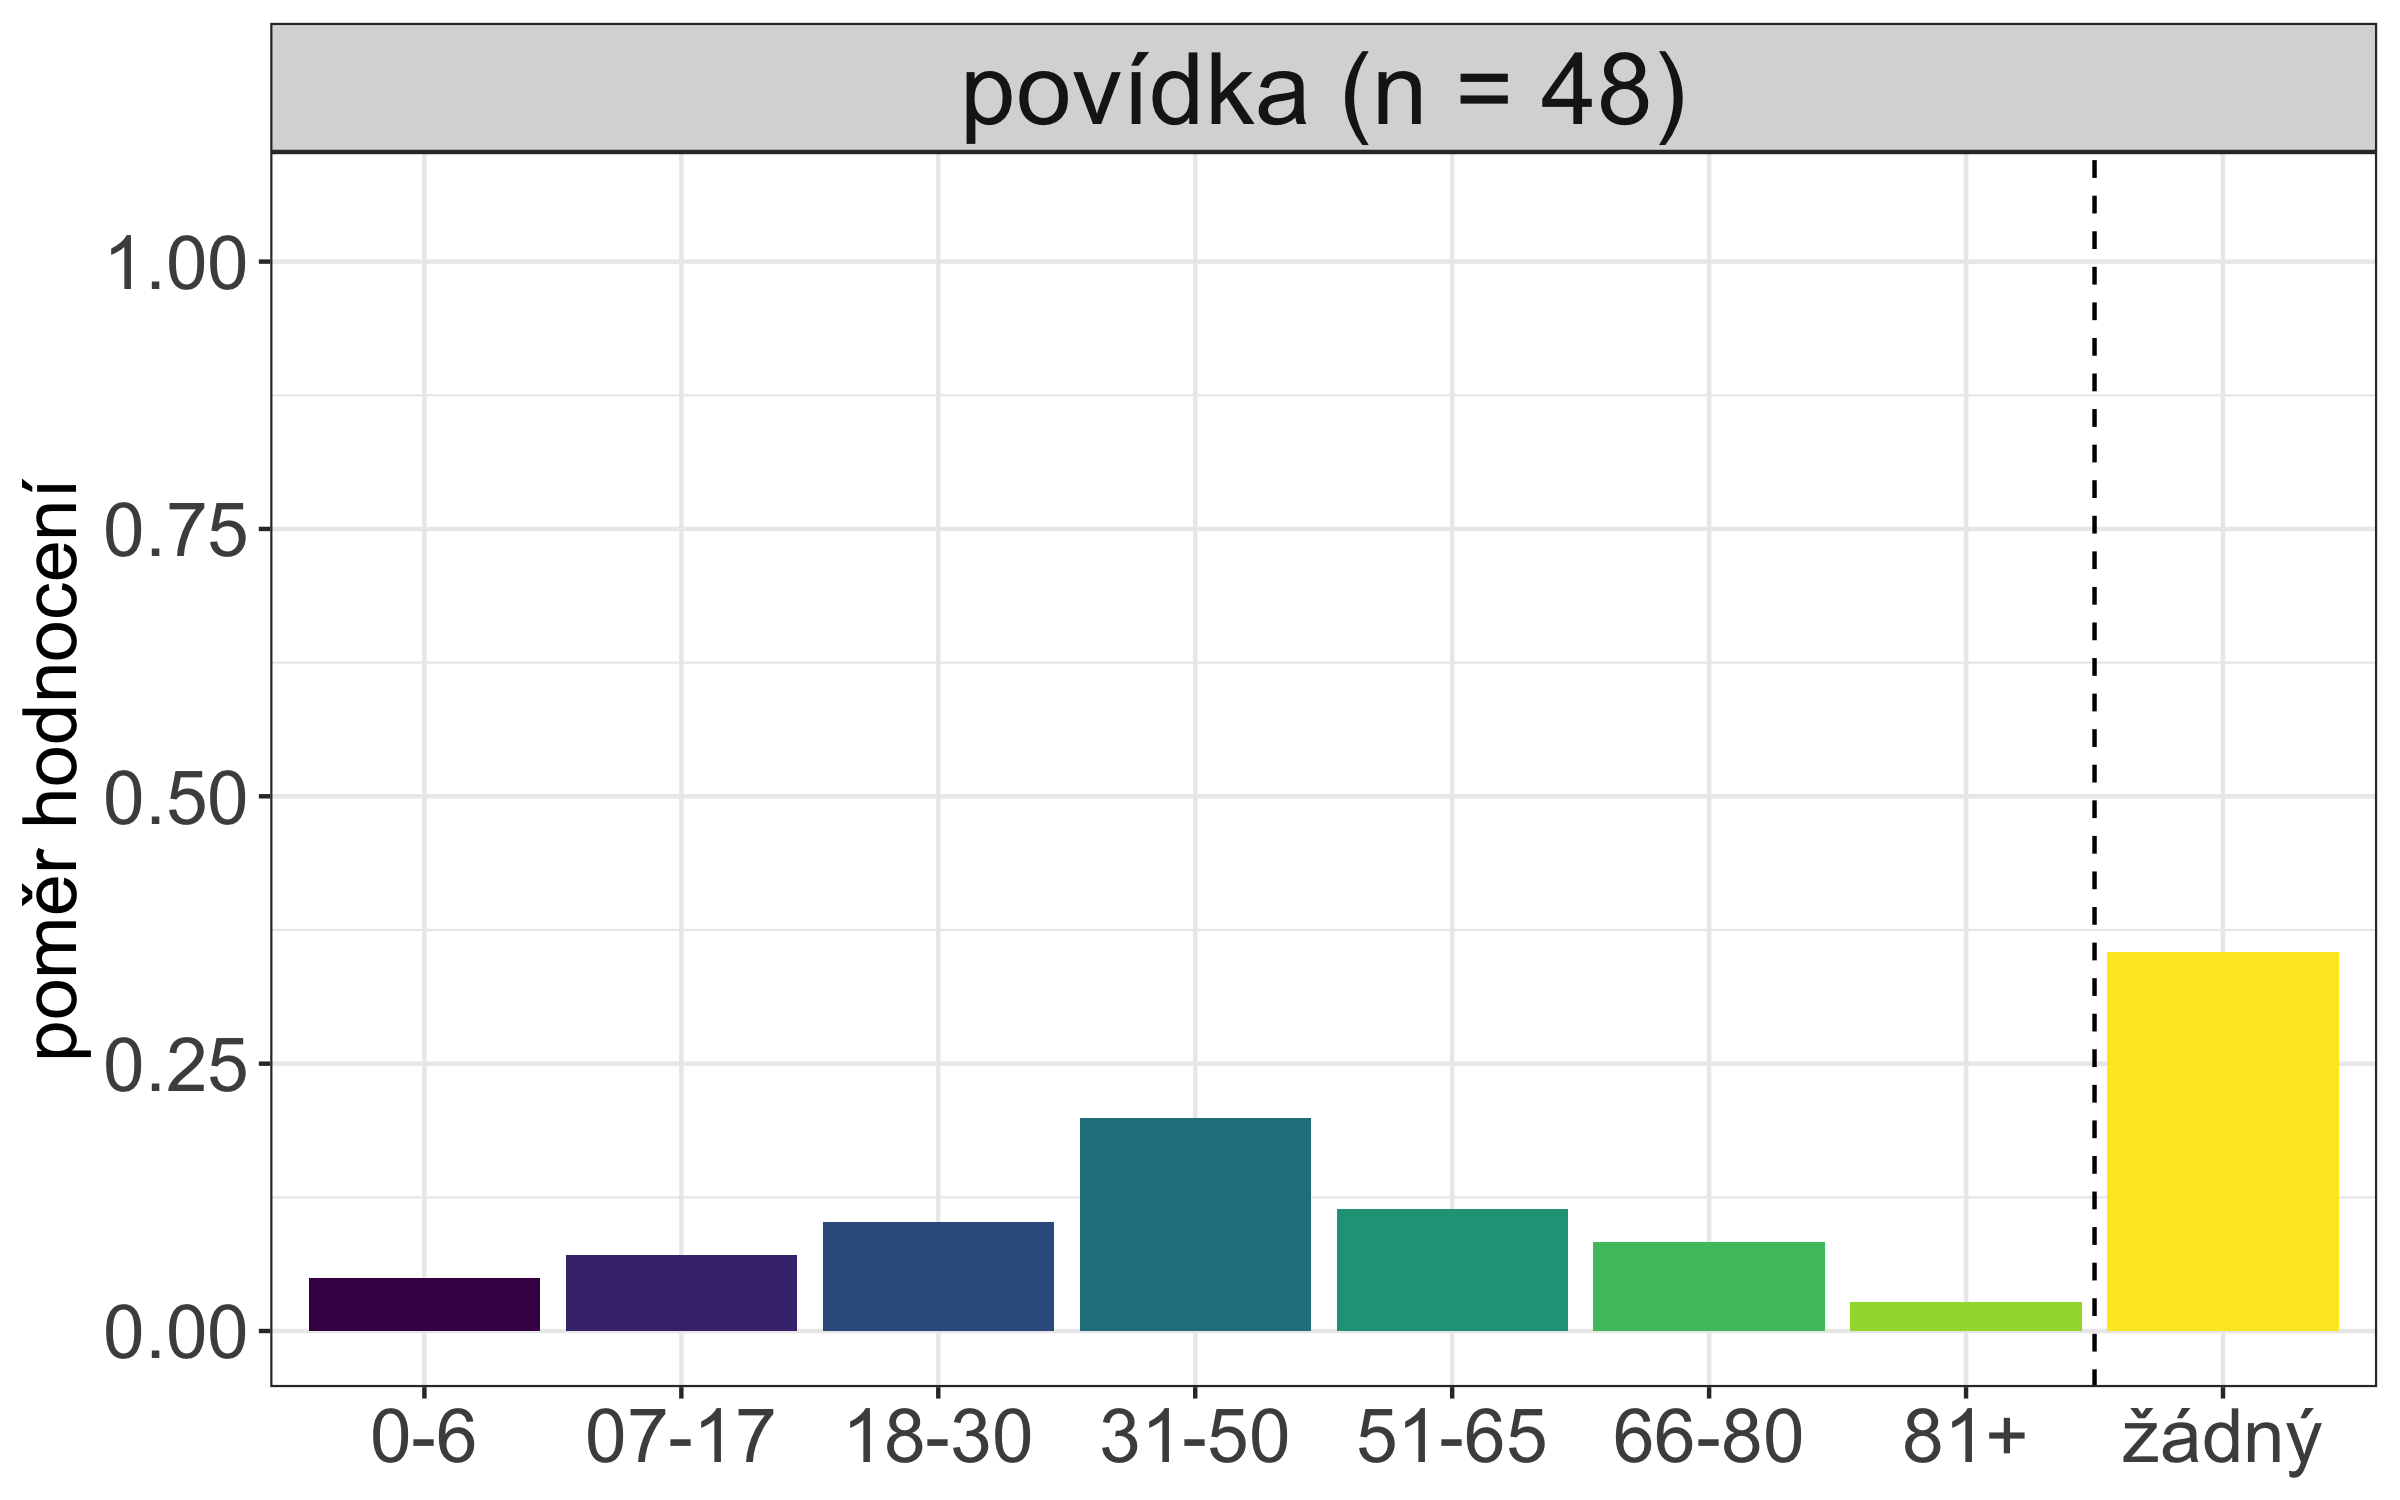 povídka (n = 48)
poměr hodnocení
1.00
0.75
0.50
0.25
0.00
0-6 07-17 18-30 31-50 51-65 66-80 81+ žádný